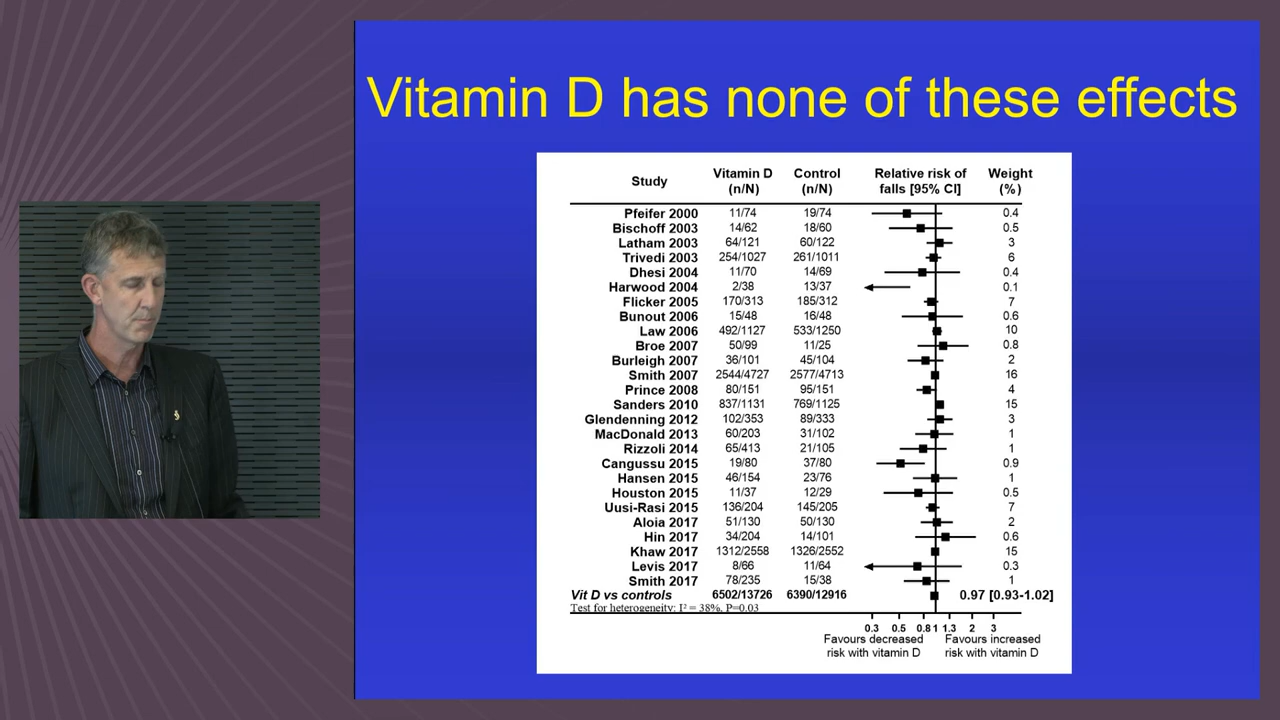 Vitamin D has none of these effects
Study Vitamin D (n/N) Control (n/N) Relative risk of falls [95% CI] Weight (%)
Pfeifer 2000 11/74 19/74 0.4
Bischoff 2003 14/62 18/60 0.5
Latham 2003 64/121 60/122 3
Trivedi 2003 254/1027 261/1011 6
Dhesi 2004 11/70 14/69 0.4
Harwood 2004 2/38 13/37 0.1
Flicker 2005 170/313 185/312 7
Bunout 2006 15/48 16/48 0.6
Law 2006 492/1127 533/1250 10
Broe 2007 50/99 11/25 0.8
Burleigh 2007 36/101 45/104 2
Smith 2007 2544/4727 2577/4713 16
Prince 2008 80/151 95/151 4
Sanders 2010 837/1131 769/1125 15
Glendenning 2012 102/353 89/333 3
MacDonald 2013 60/203 31/102 1
Rizzoli 2014 65/413 21/105 1
Cangussu 2015 19/80 37/80 0.9
Hansen 2015 46/154 23/76 1
Houston 2015 11/37 12/29 0.5
Uusi-Rasi 2015 136/204 145/205 7
Aloia 2017 51/130 50/130 2
Hin 2017 34/204 14/101 0.6
Khaw 2017 1312/2558 1326/2552 15
Levis 2017 8/66 11/64 0.3
Smith 2017 78/235 15/38 1
Vit D vs controls 6502/13726 6390/12916 0.97 [0.93-1.02]
Test for heterogeneity: I² = 38%, P=0.03
0.3 0.5 0.8 1 1.3 2 3
Favours decreased risk with vitamin D
Favours increased risk with vitamin D